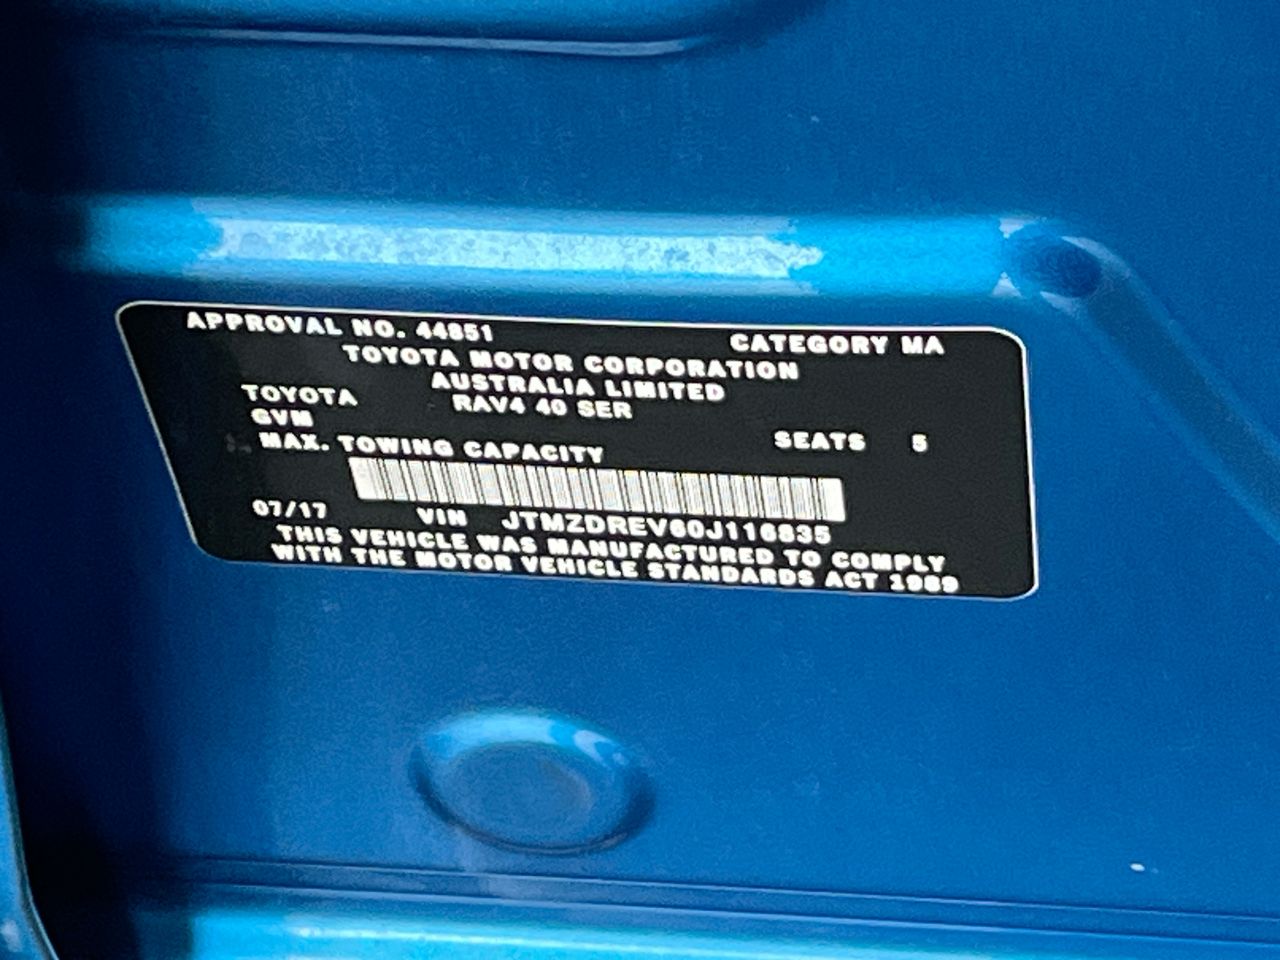 APPROVAL NO. 44851 CATEGORY MA
TOYOTA MOTOR CORPORATION
AUSTRALIA LIMITED
TOYOTA RAV4 40 SER
GVM SEATS 5
MAX. TOWING CAPACITY
07/17 VIN JTMZDREV60J116835
THIS VEHICLE WAS MANUFACTURED TO COMPLY
WITH THE MOTOR VEHICLE STANDARDS ACT 1989